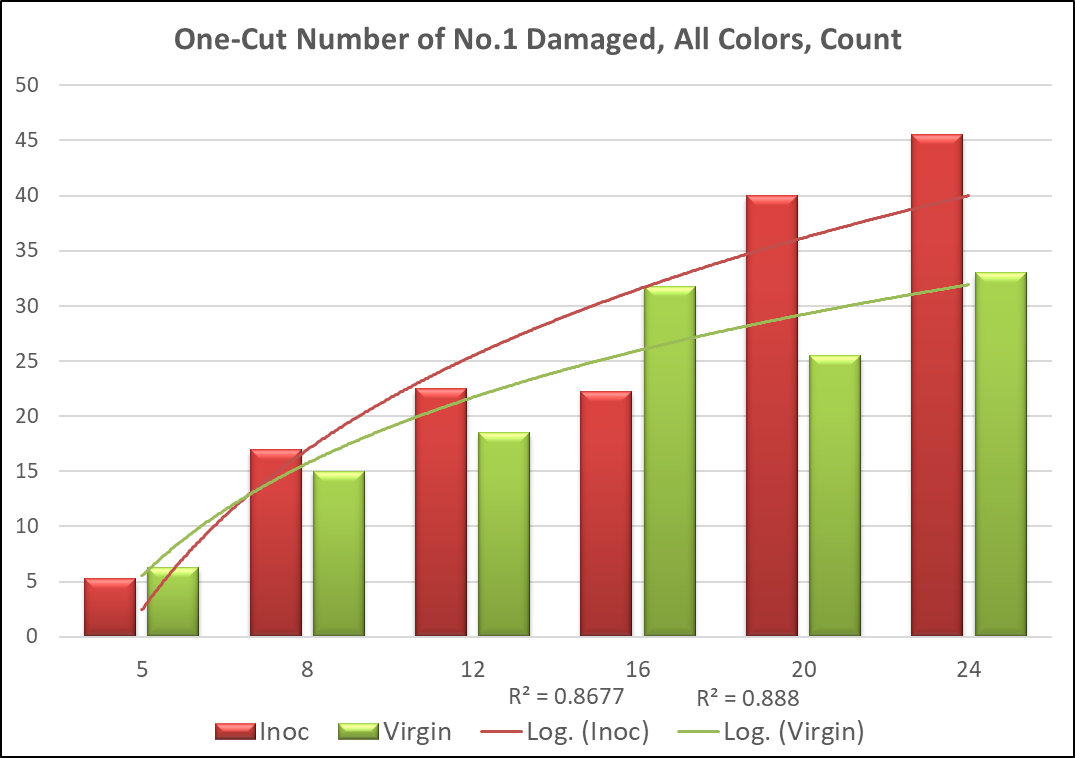 One-Cut Number of No.1 Damaged, All Colors, Count
50
45
40
35
30
25
20
15
10
5
0
5 8 12 16 20 24
R² = 0.8677 R² = 0.888
Inoc Virgin Log. (Inoc) Log. (Virgin)